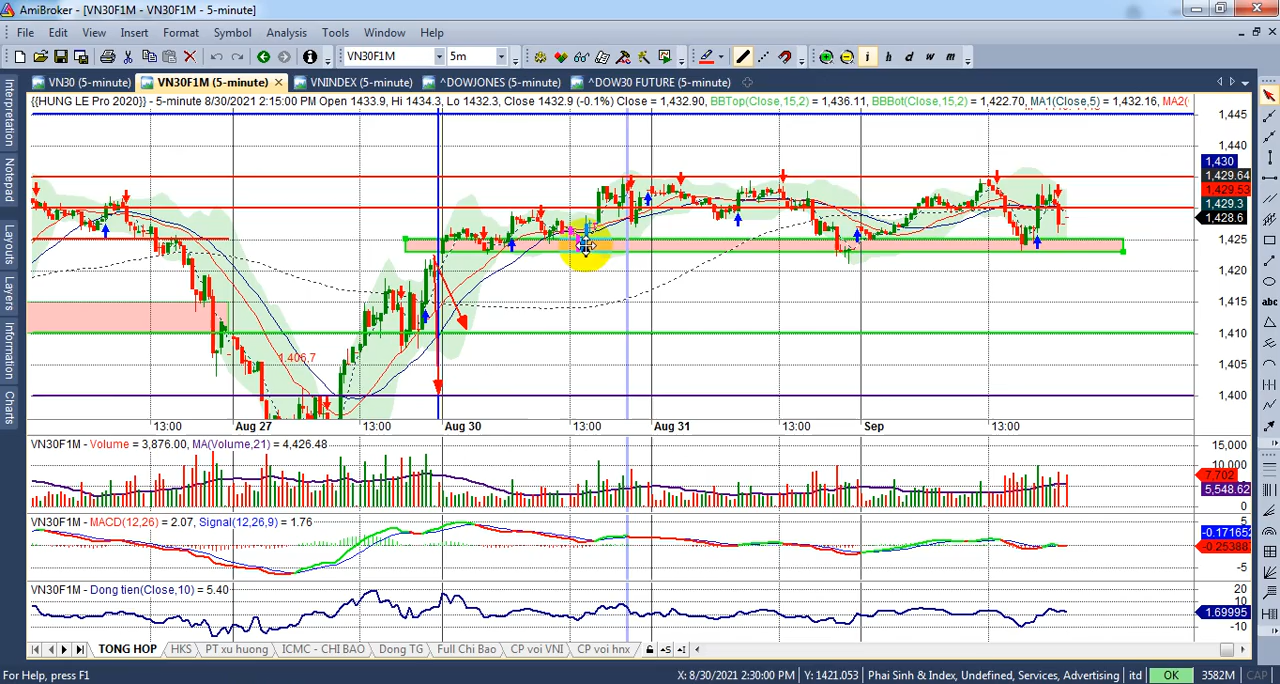 AmiBroker - [VN30F1M - VN30F1M - 5-minute]
File Edit View Insert Format Symbol Analysis Tools Window Help
VN30F1M 5m i h d w m
VN30 (5-minute) VN30F1M (5-minute) VNINDEX (5-minute) ^DOWJONES (5-minute) ^DOW30 FUTURE (5-minute)
{{HUNG LE Pro 2020}} - 5-minute 8/30/2021 2:15:00 PM Open 1433.9, Hi 1434.3, Lo 1432.3, Close 1432.9 (-0.1%) Close = 1,432.90, BBTop(Close,15,2) = 1,436.11, BBBot(Close,15,2) = 1,422.70, MA1(Close,5) = 1,432.16, MA2(
Interpretation
Notepad
Layouts
Layers
Information
Charts
1,445
1,440
1,430
1,429.64
1,429.53
1,429.3
1,428.6
1,425
1,420
1,415
1,410
1,405
1,400
1,406,7
abc
13:00 Aug 27 13:00 Aug 30 13:00 Aug 31 13:00 Sep 13:00
VN30F1M - Volume = 3,876.00, MA(Volume,21) = 4,426.48
15,000
10,000
7,702
5,548.62
0
VN30F1M - MACD(12,26) = 2.07, Signal(12,26,9) = 1.76
5
-0.171652
-0.25388
-5
VN30F1M - Dong tien(Close,10) = 5.40
20
10
1.69995
-10
TONG HOP HKS PT xu huong ICMC - CHI BAO Dong TG Full Chi Bao CP voi VNI CP voi hnx
For Help, press F1 X: 8/30/2021 2:30:00 PM Y: 1421.053 Phai Sinh & Index, Undefined, Services, Advertising itd OK 3582M CAP